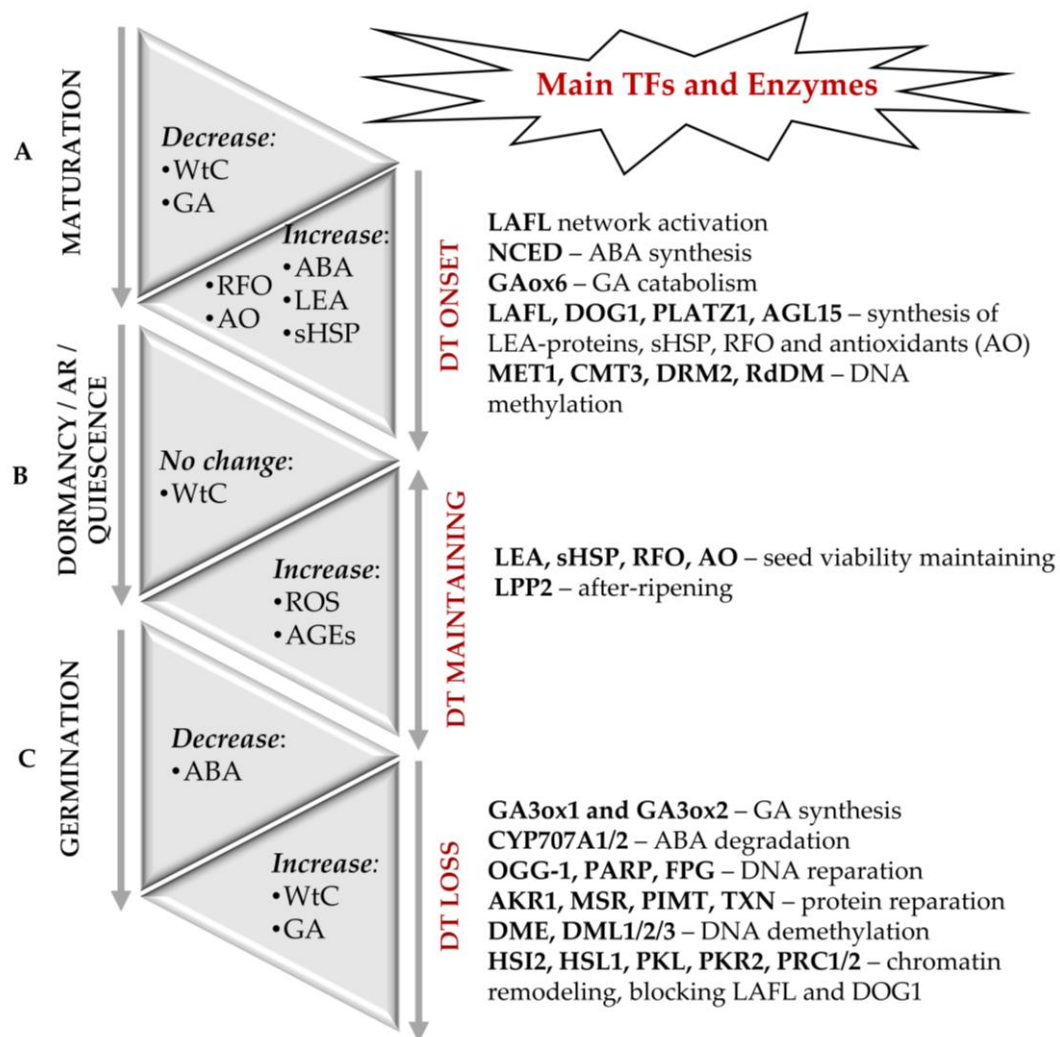 Main TFs and Enzymes
A
MATURATION
Decrease:
•WtC
•GA
Increase:
•ABA
•LEA
•sHSP
•RFO
•AO
DT ONSET
LAFL network activation
NCED – ABA synthesis
GAox6 – GA catabolism
LAFL, DOG1, PLATZ1, AGL15 – synthesis of
LEA-proteins, sHSP, RFO and antioxidants (AO)
MET1, CMT3, DRM2, RdDM – DNA
methylation
B
DORMANCY / AR /
QUIESCENCE
No change:
•WtC
Increase:
•ROS
•AGEs
DT MAINTAINING
LEA, sHSP, RFO, AO – seed viability maintaining
LPP2 – after-ripening
C
GERMINATION
Decrease:
•ABA
Increase:
•WtC
•GA
DT LOSS
GA3ox1 and GA3ox2 – GA synthesis
CYP707A1/2 – ABA degradation
OGG-1, PARP, FPG – DNA reparation
AKR1, MSR, PIMT, TXN – protein reparation
DME, DML1/2/3 – DNA demethylation
HSI2, HSL1, PKL, PKR2, PRC1/2 – chromatin
remodeling, blocking LAFL and DOG1